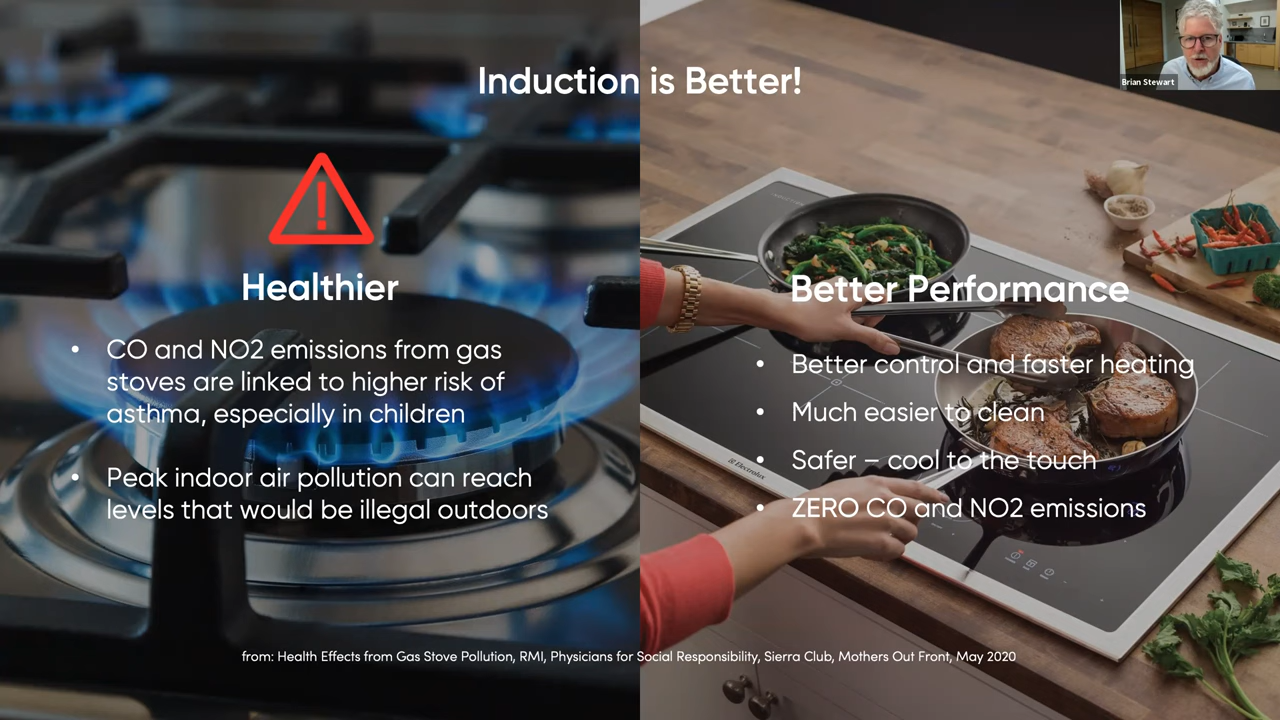 Induction is Better!
Brian Stewart
Healthier
• CO and NO2 emissions from gas
stoves are linked to higher risk of
asthma, especially in children
• Peak indoor air pollution can reach
levels that would be illegal outdoors
Better Performance
• Better control and faster heating
• Much easier to clean
• Safer – cool to the touch
• ZERO CO and NO2 emissions
Electrolux
from: Health Effects from Gas Stove Pollution, RMI, Physicians for Social Responsibility, Sierra Club, Mothers Out Front, May 2020